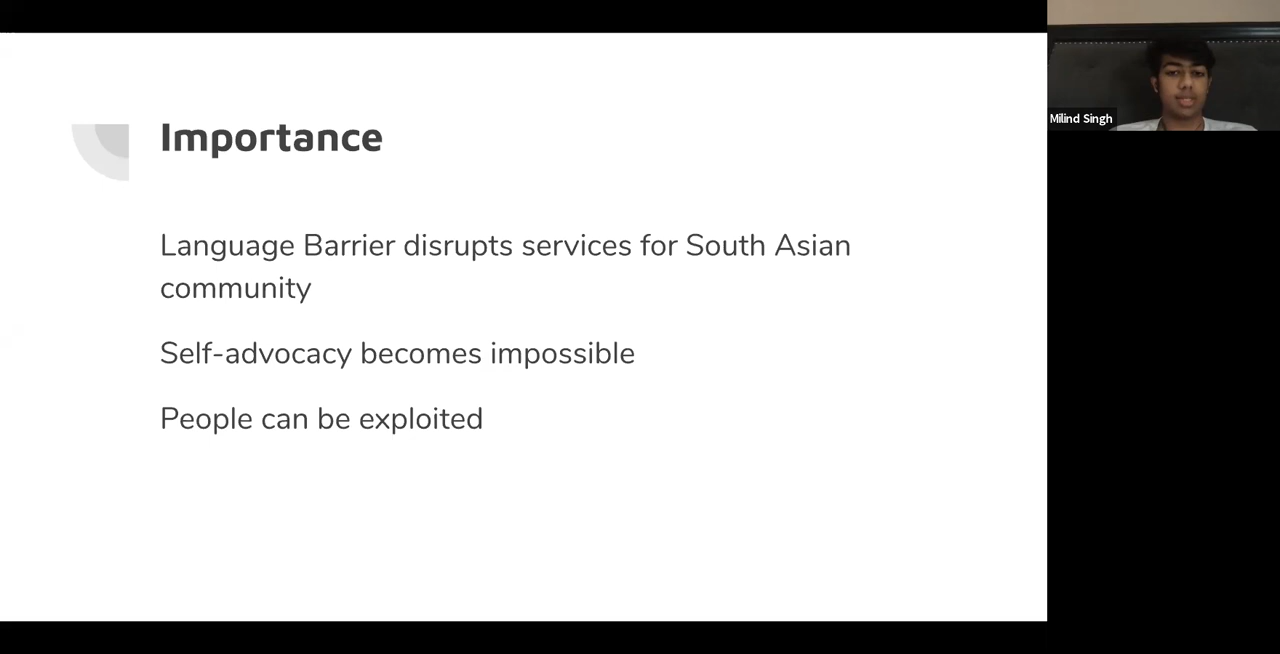 Importance
Language Barrier disrupts services for South Asian
community
Self-advocacy becomes impossible
People can be exploited
Milind Singh